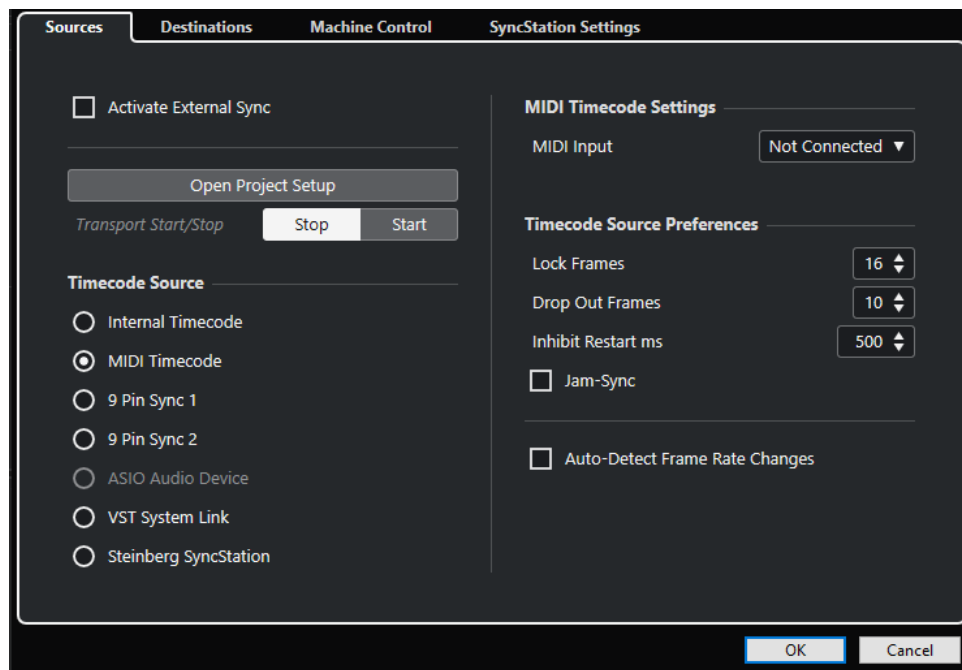 Sources Destinations Machine Control SyncStation Settings
Activate External Sync
Open Project Setup
Transport Start/Stop Stop Start
Timecode Source
Internal Timecode
MIDI Timecode
9 Pin Sync 1
9 Pin Sync 2
ASIO Audio Device
VST System Link
Steinberg SyncStation
MIDI Timecode Settings
MIDI Input Not Connected
Timecode Source Preferences
Lock Frames 16
Drop Out Frames 10
Inhibit Restart ms 500
Jam-Sync
Auto-Detect Frame Rate Changes
OK Cancel